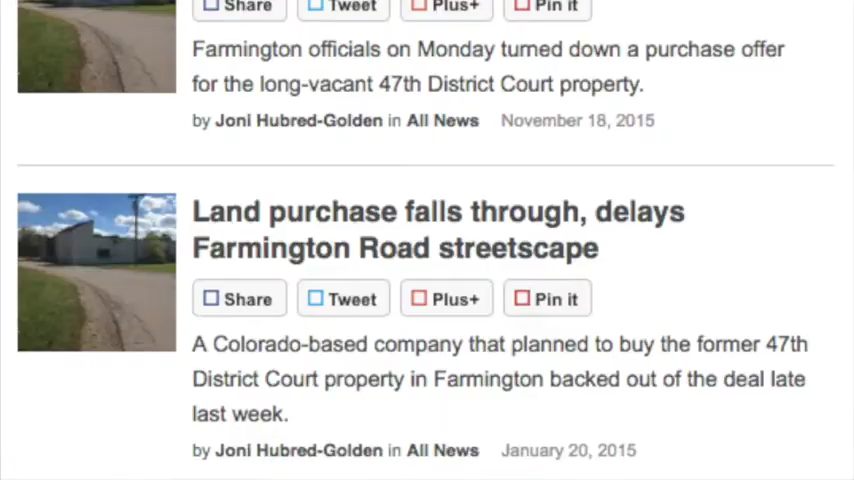 Share Tweet Plus+ Pin it
Farmington officials on Monday turned down a purchase offer
for the long-vacant 47th District Court property.
by Joni Hubred-Golden in All News November 18, 2015
Land purchase falls through, delays
Farmington Road streetscape
Share Tweet Plus+ Pin it
A Colorado-based company that planned to buy the former 47th
District Court property in Farmington backed out of the deal late
last week.
by Joni Hubred-Golden in All News January 20, 2015